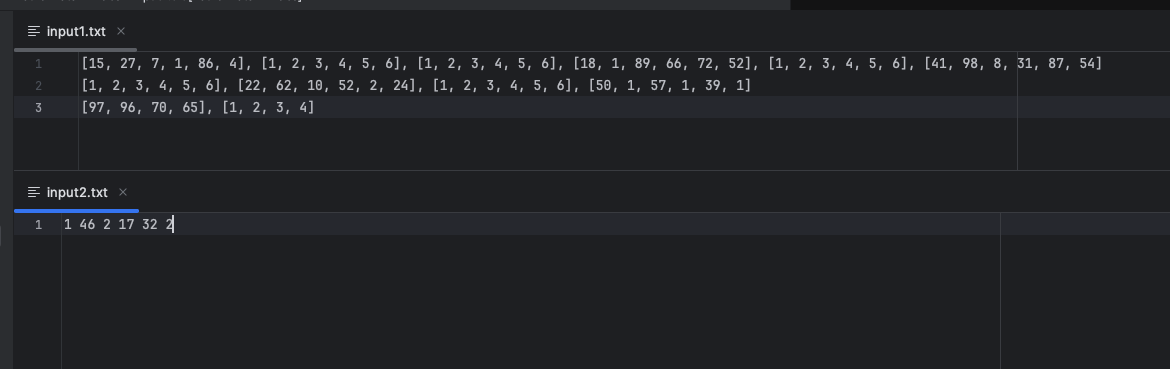 input1.txt ×
1 [15, 27, 7, 1, 86, 4], [1, 2, 3, 4, 5, 6], [1, 2, 3, 4, 5, 6], [18, 1, 89, 66, 72, 52], [1, 2, 3, 4, 5, 6], [41, 98, 8, 31, 87, 54]
2 [1, 2, 3, 4, 5, 6], [22, 62, 10, 52, 2, 24], [1, 2, 3, 4, 5, 6], [50, 1, 57, 1, 39, 1]
3 [97, 96, 70, 65], [1, 2, 3, 4]
input2.txt ×
1 1 46 2 17 32 2